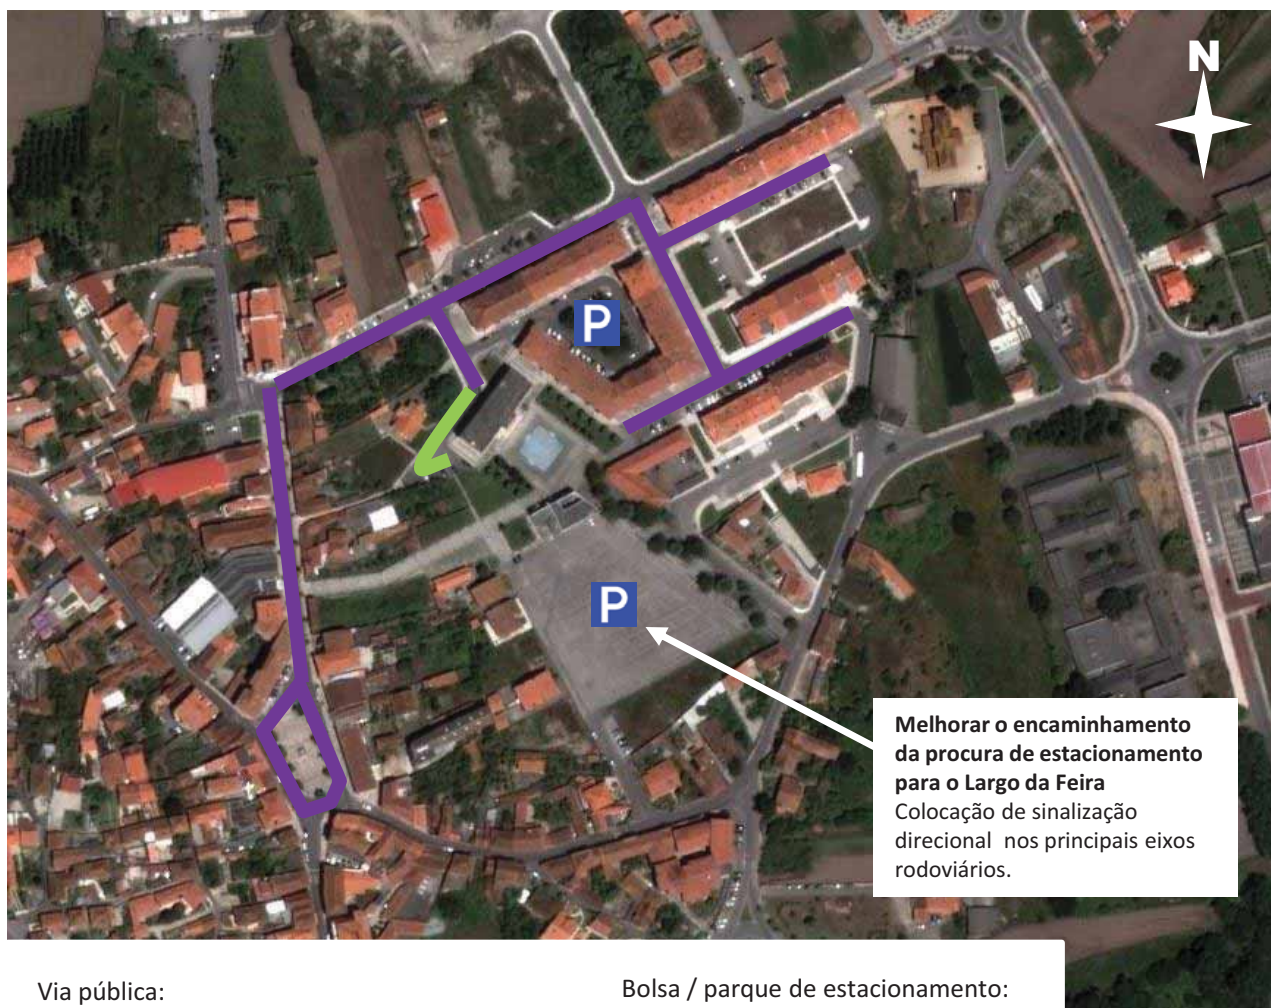 N
P
P
Melhorar o encaminhamento
da procura de estacionamento
para o Largo da Feira
Colocação de sinalização
direcional nos principais eixos
rodoviários.
Via pública:
Bolsa / parque de estacionamento: